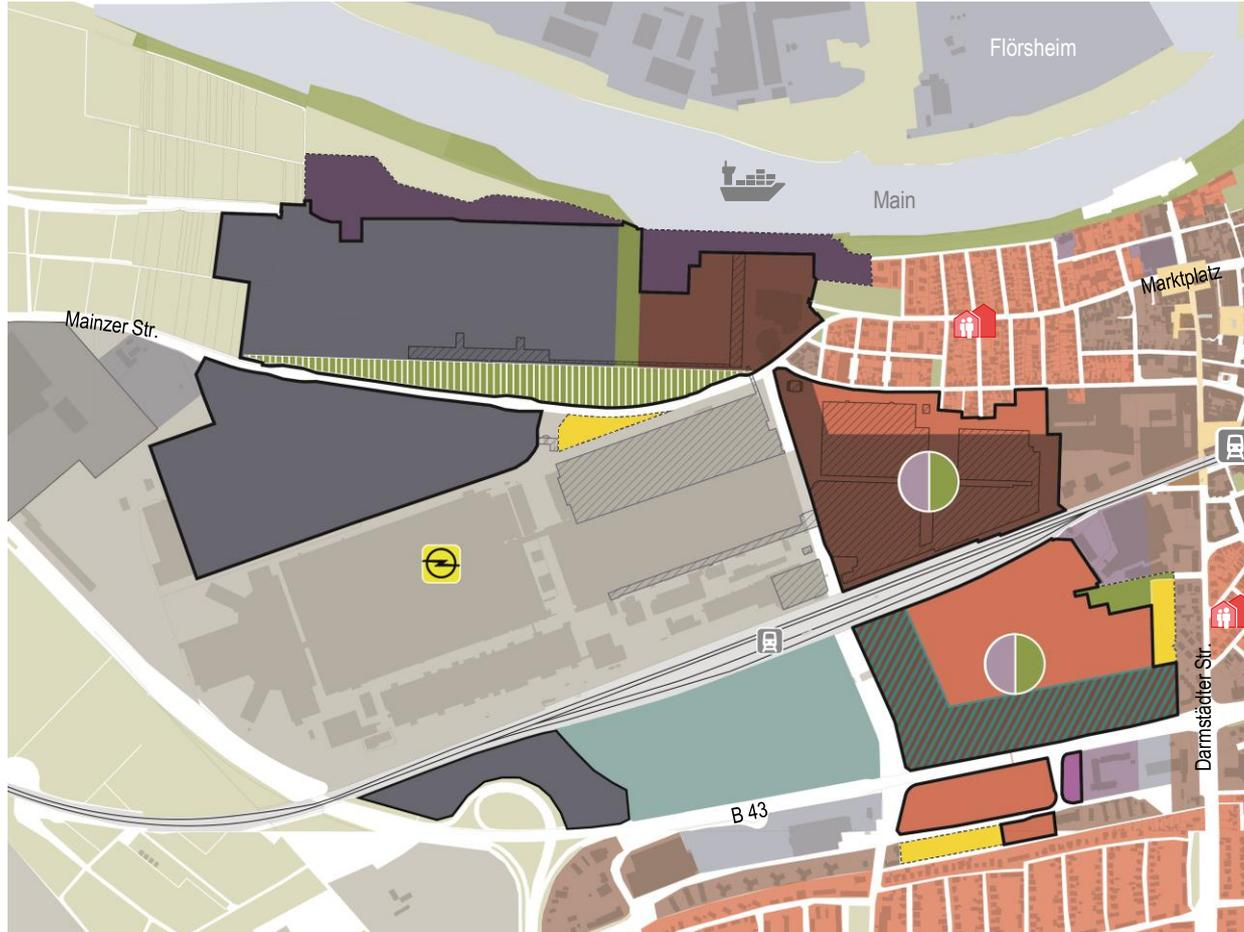 Flörsheim
Main
Marktplatz
Mainzer Str.
Darmstädter Str.
B 43